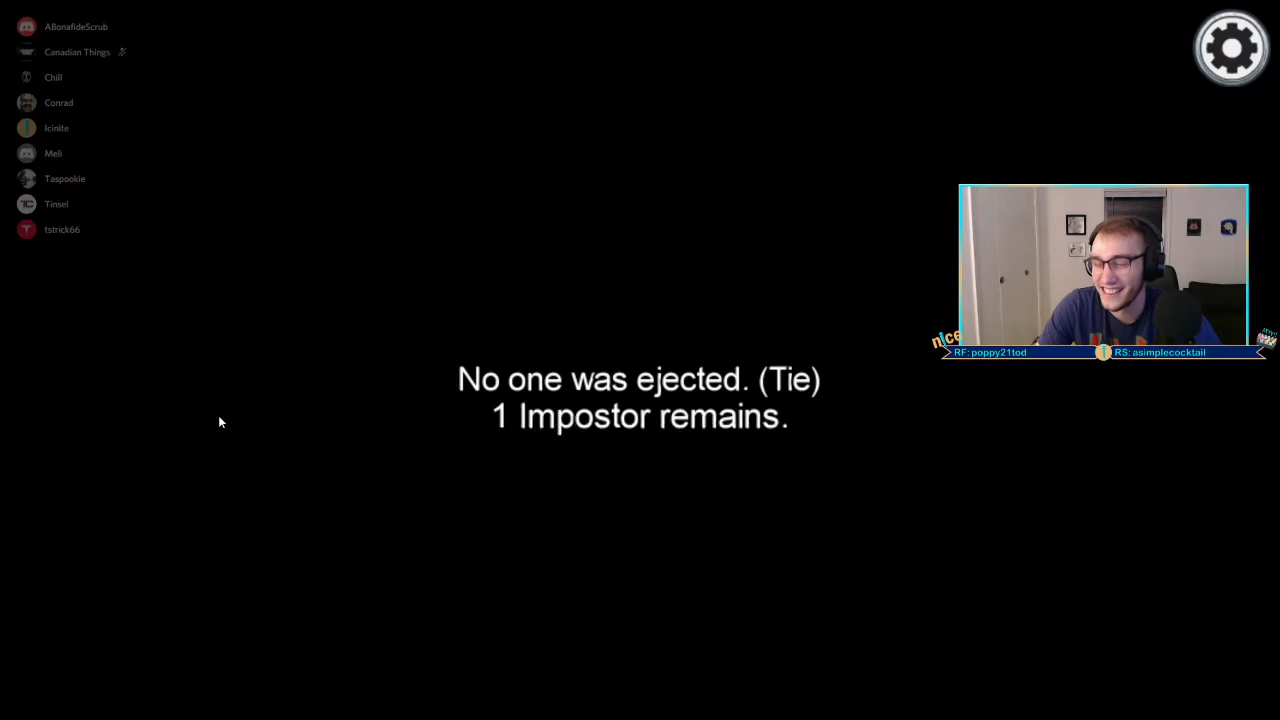 ABonafideScrub
Canadian Things
Chill
Conrad
Icinite
Meli
Taspookie
Tinsel
tstrick66
nice
RF: poppy21tod
RS: asimplecocktail
No one was ejected. (Tie)
1 Impostor remains.